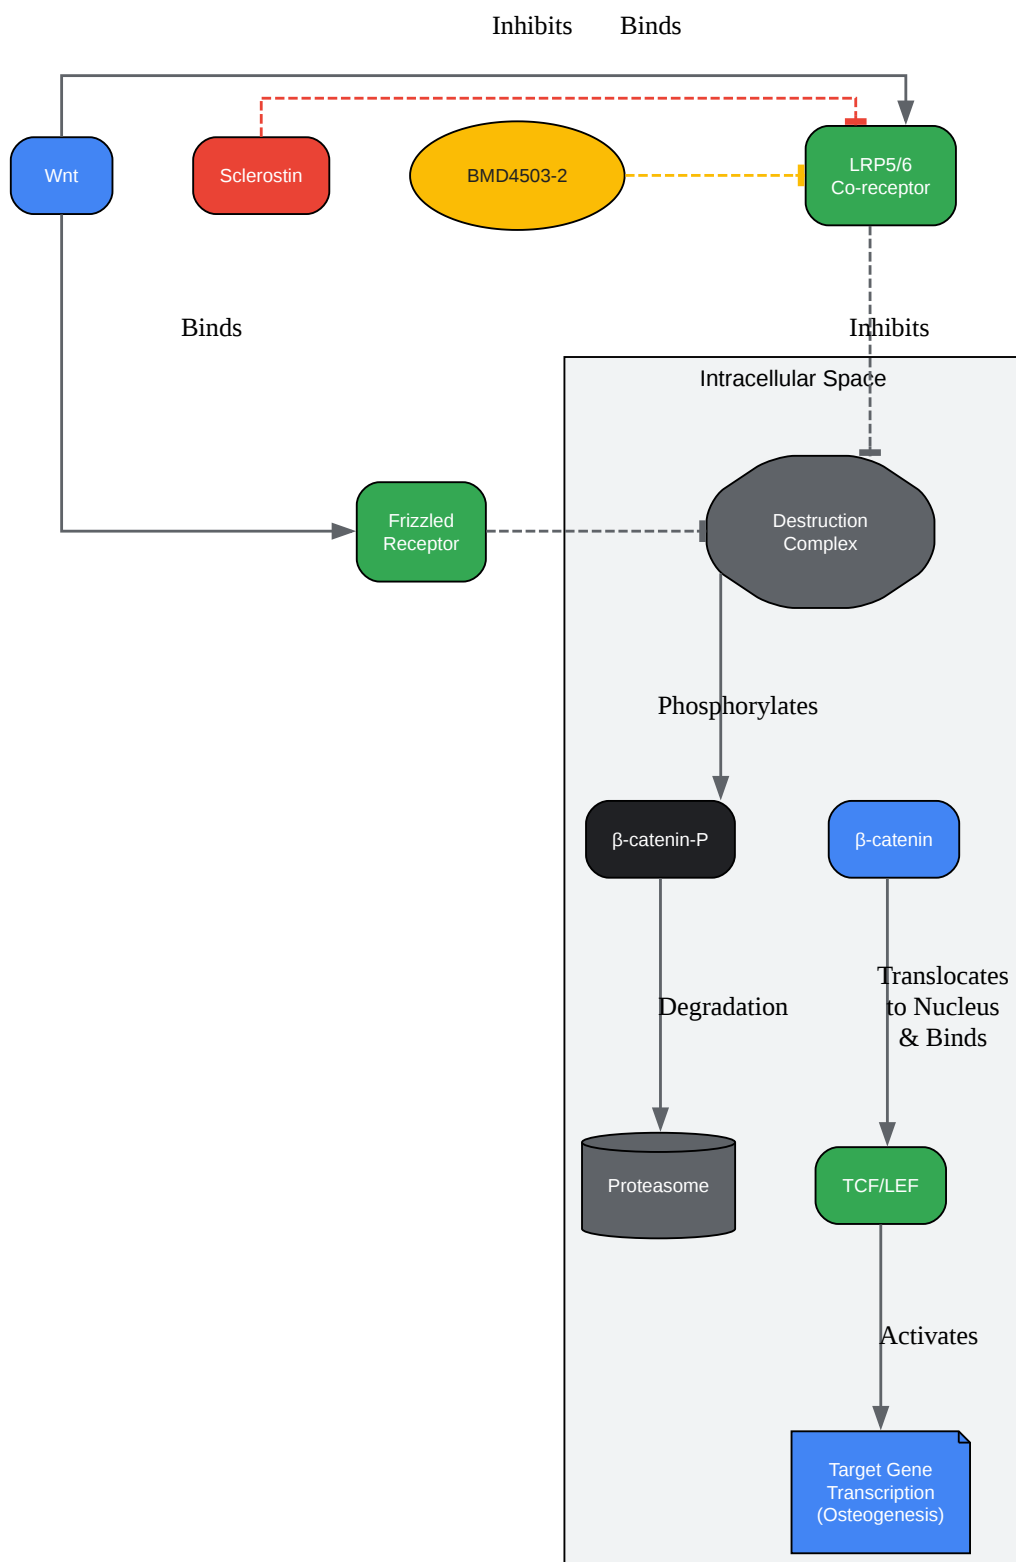 Inhibits
Binds
Wnt
Sclerostin
BMD4503-2
LRP5/6
Co-receptor
Binds
Inhibits
Intracellular Space
Frizzled
Receptor
Destruction
Complex
Phosphorylates
β-catenin-P
β-catenin
Degradation
Translocates
to Nucleus
& Binds
Proteasome
TCF/LEF
Activates
Target Gene
Transcription
(Osteogenesis)